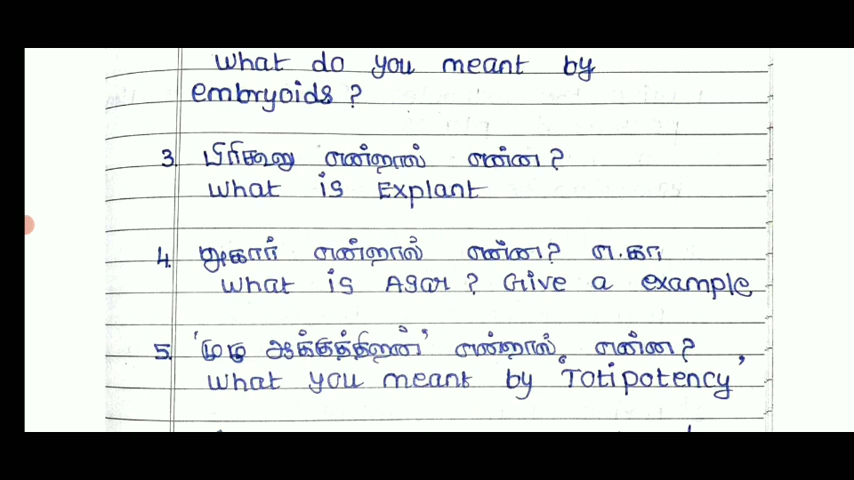 What do you meant by
embryoids?
3. பிரிகூறு என்றால் என்ன?
What is Explant
4. அகார் என்றால் என்ன? எ.கா
What is Agar? Give a example
5. 'முழு ஆக்குத்திறன்' என்றால் என்ன?
What you meant by 'Totipotency'